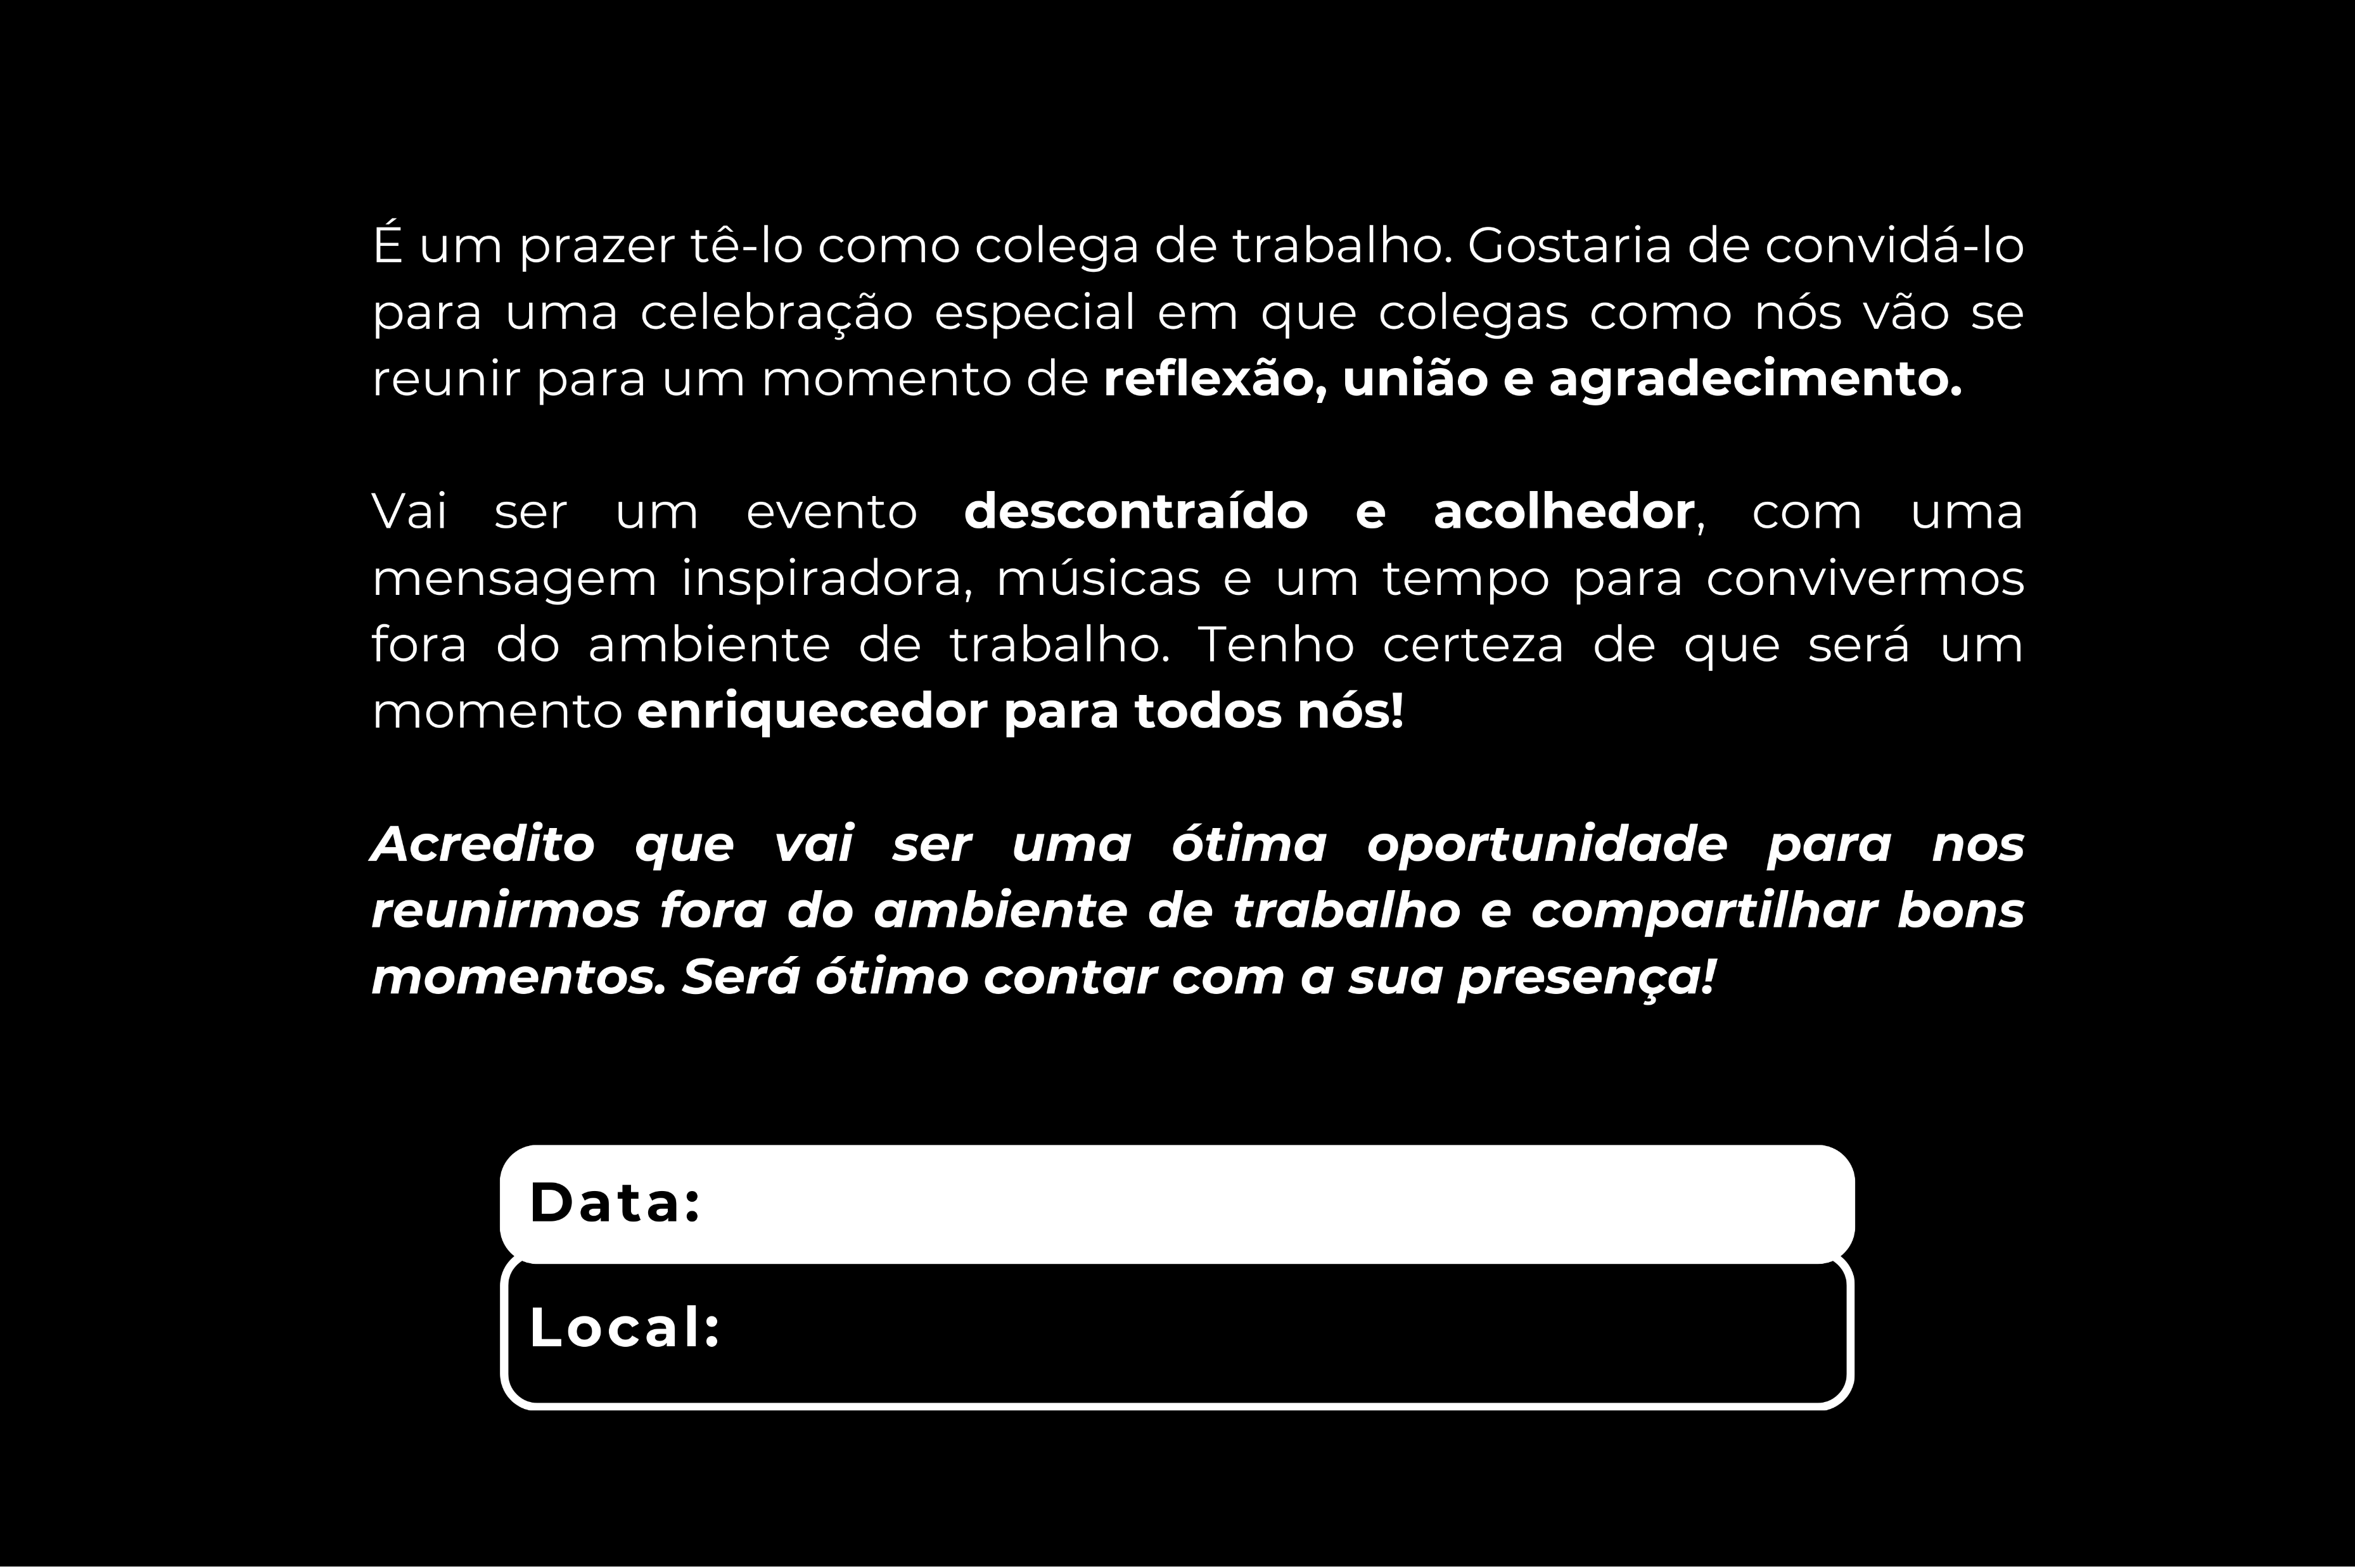 É um prazer tê-lo como colega de trabalho. Gostaria de convidá-lo
para uma celebração especial em que colegas como nós vão se
reunir para um momento de reflexão, união e agradecimento.
Vai ser um evento descontraído e acolhedor, com uma
mensagem inspiradora, músicas e um tempo para convivermos
fora do ambiente de trabalho. Tenho certeza de que será um
momento enriquecedor para todos nós!
Acredito que vai ser uma ótima oportunidade para nos
reunirmos fora do ambiente de trabalho e compartilhar bons
momentos. Será ótimo contar com a sua presença!
Data:
Local: